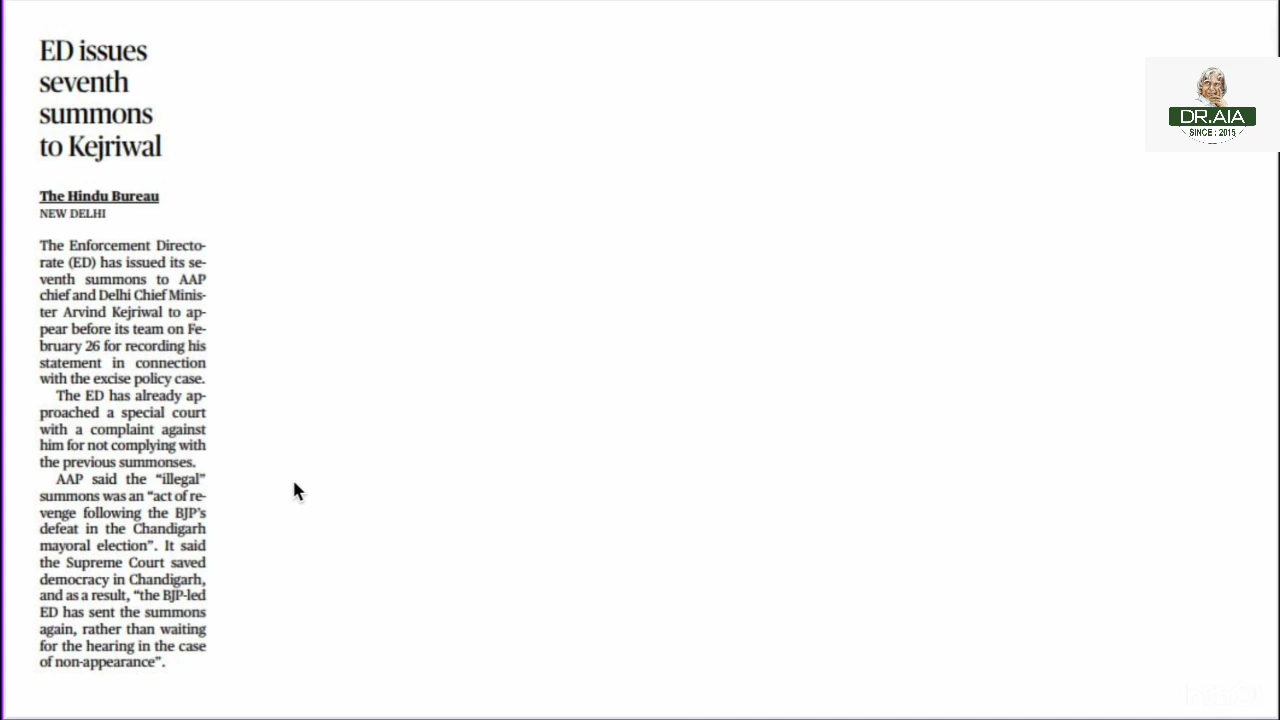 ED issues
seventh
summons
to Kejriwal
The Hindu Bureau
NEW DELHI
The Enforcement Directo-
rate (ED) has issued its se-
venth summons to AAP
chief and Delhi Chief Minis-
ter Arvind Kejriwal to ap-
pear before its team on Fe-
bruary 26 for recording his
statement in connection
with the excise policy case.
The ED has already ap-
proached a special court
with a complaint against
him for not complying with
the previous summonses.
AAP said the “illegal”
summons was an “act of re-
venge following the BJP’s
defeat in the Chandigarh
mayoral election”. It said
the Supreme Court saved
democracy in Chandigarh,
and as a result, “the BJP-led
ED has sent the summons
again, rather than waiting
for the hearing in the case
of non-appearance”.
DR.AIA
SINCE : 2015